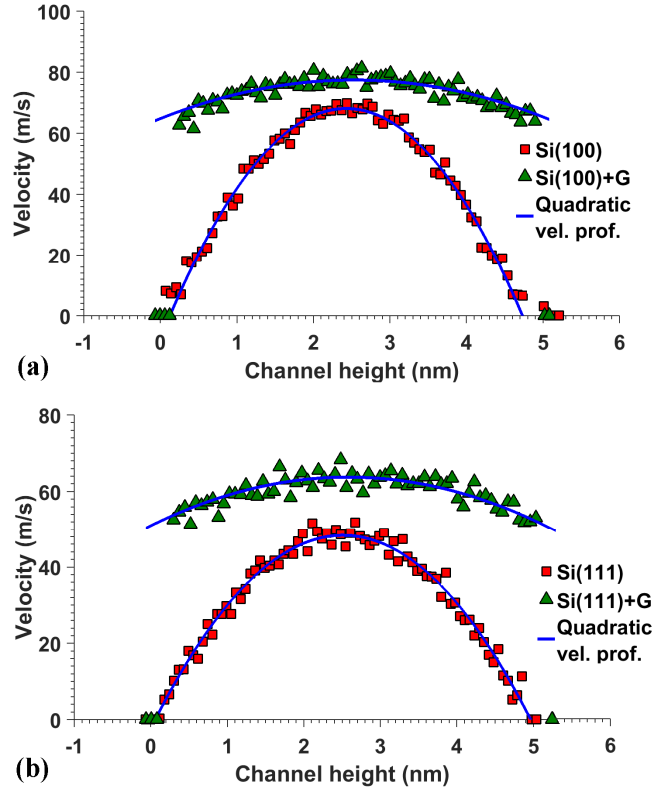 100
80
60
40
20
0
Velocity (m/s)
Si(100)
Si(100)+G
Quadratic
vel. prof.
-1 0 1 2 3 4 5 6
Channel height (nm)
(a)
80
60
40
20
0
Velocity (m/s)
Si(111)
Si(111)+G
Quadratic
vel. prof.
-1 0 1 2 3 4 5 6
Channel height (nm)
(b)